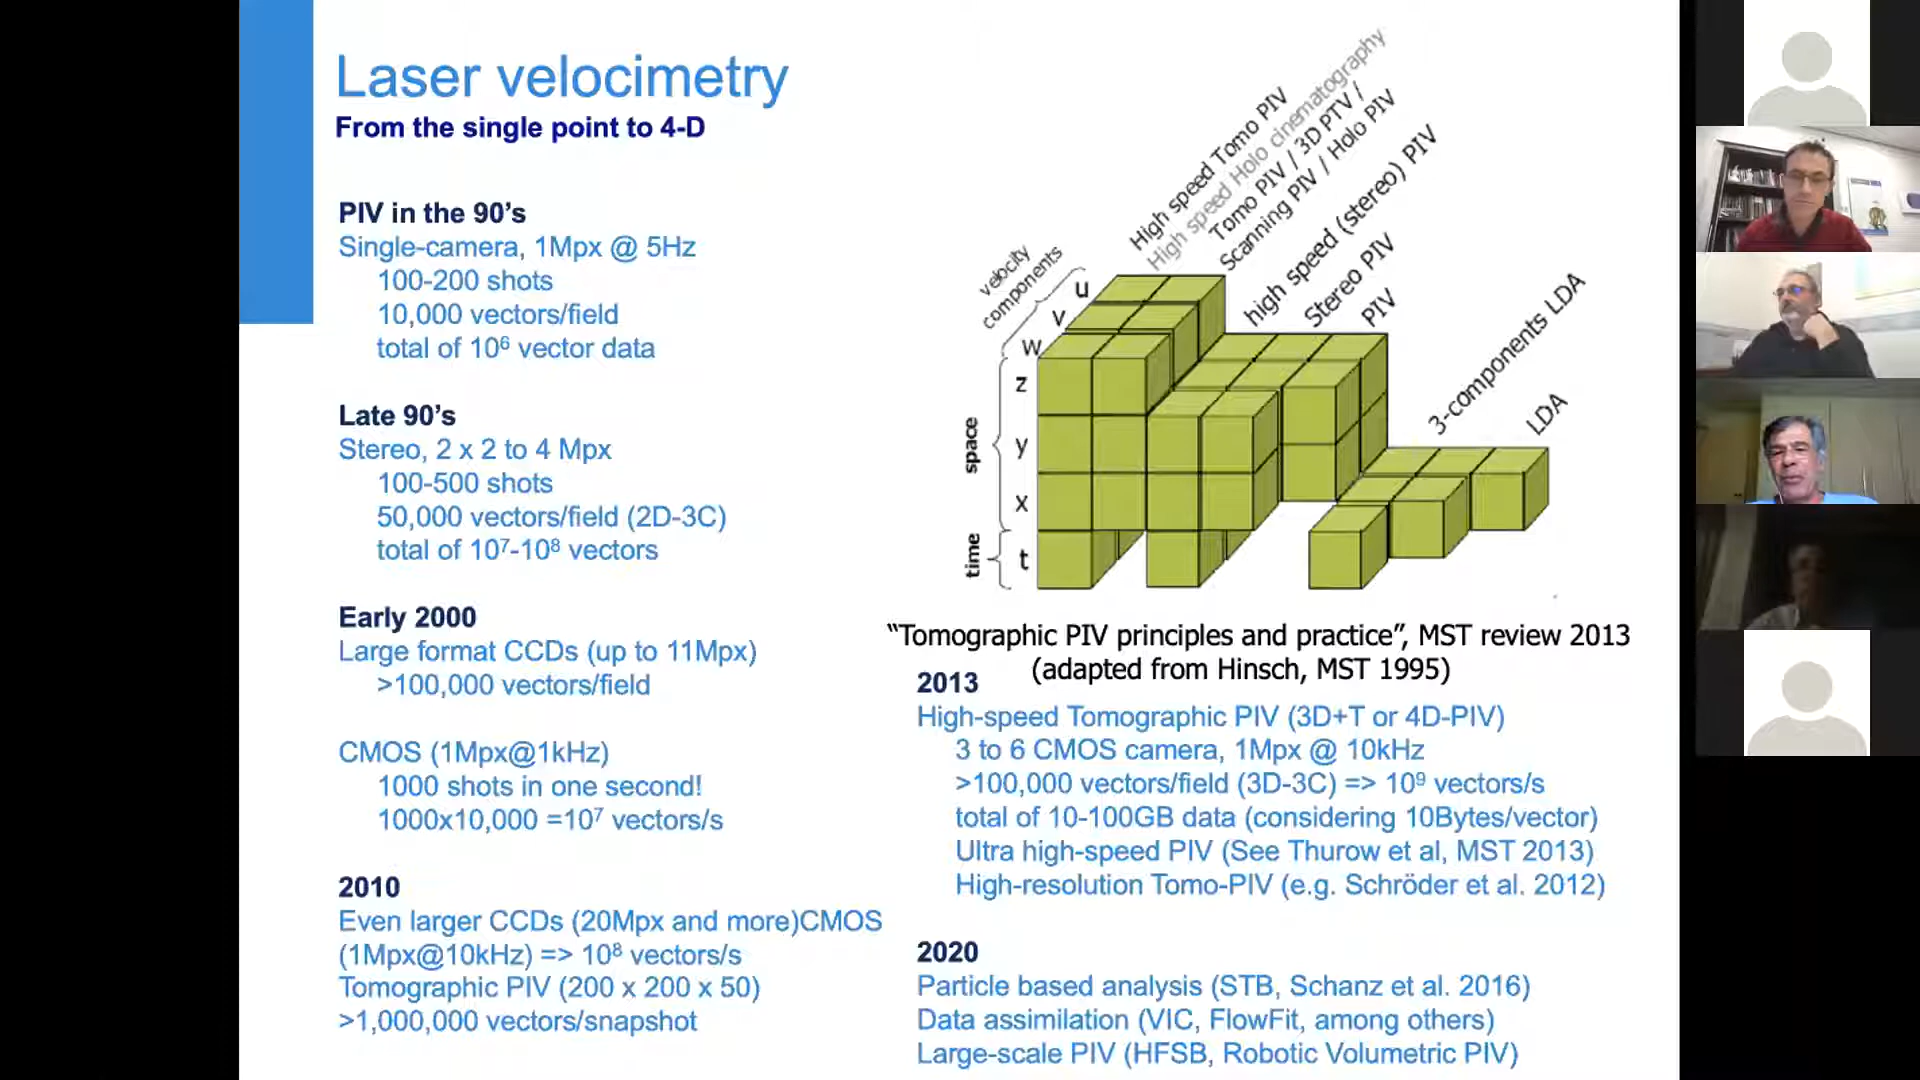 Laser velocimetry
From the single point to 4-D
PIV in the 90’s
Single-camera, 1Mpx @ 5Hz
100-200 shots
10,000 vectors/field
total of 10⁶ vector data
Late 90’s
Stereo, 2 x 2 to 4 Mpx
100-500 shots
50,000 vectors/field (2D-3C)
total of 10⁷-10⁸ vectors
Early 2000
Large format CCDs (up to 11Mpx)
>100,000 vectors/field
CMOS (1Mpx@1kHz)
1000 shots in one second!
1000x10,000 =10⁷ vectors/s
2010
Even larger CCDs (20Mpx and more)CMOS
(1Mpx@10kHz) => 10⁸ vectors/s
Tomographic PIV (200 x 200 x 50)
>1,000,000 vectors/snapshot
High speed Tomo PIV
High speed Holo cinematography
Tomo PIV / 3D PTV /
Scanning PIV / Holo PIV
high speed (stereo) PIV
Stereo PIV
PIV
3-components LDA
LDA
velocity
components
u
v
w
space
z
y
x
time
t
“Tomographic PIV principles and practice”, MST review 2013
(adapted from Hinsch, MST 1995)
2013
High-speed Tomographic PIV (3D+T or 4D-PIV)
3 to 6 CMOS camera, 1Mpx @ 10kHz
>100,000 vectors/field (3D-3C) => 10⁹ vectors/s
total of 10-100GB data (considering 10Bytes/vector)
Ultra high-speed PIV (See Thurow et al, MST 2013)
High-resolution Tomo-PIV (e.g. Schröder et al. 2012)
2020
Particle based analysis (STB, Schanz et al. 2016)
Data assimilation (VIC, FlowFit, among others)
Large-scale PIV (HFSB, Robotic Volumetric PIV)